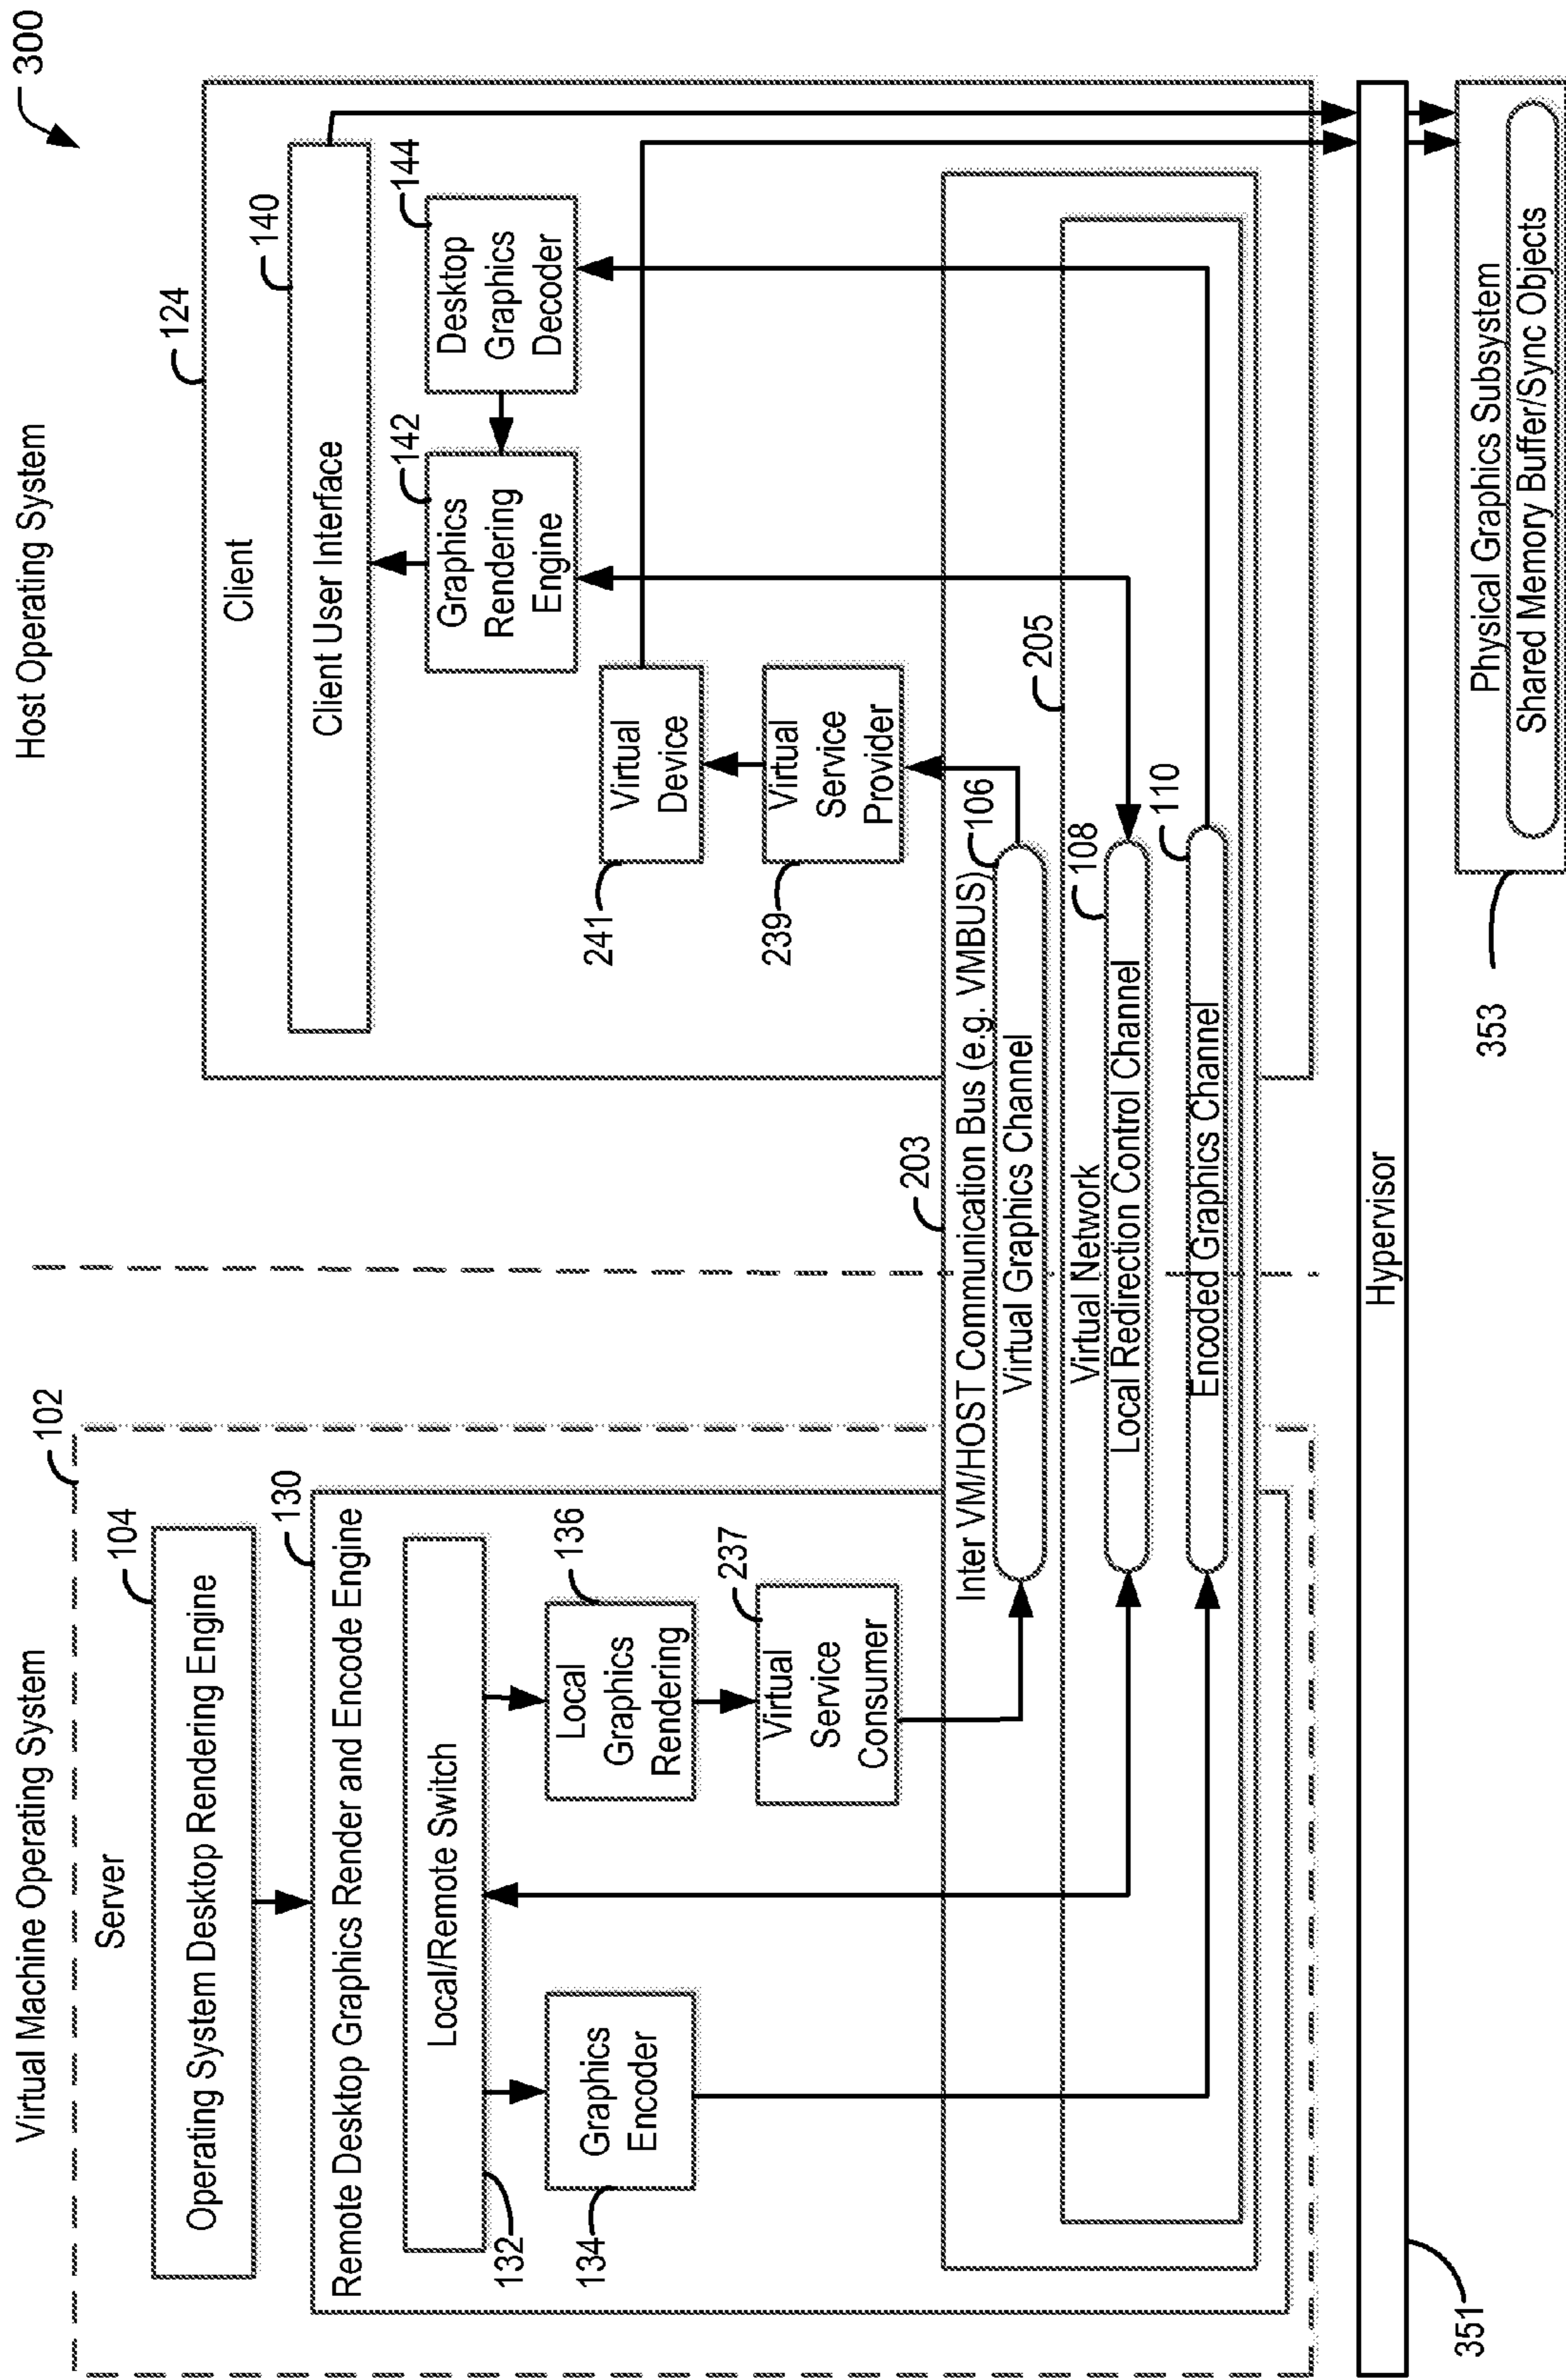 300
Virtual Machine Operating System
Host Operating System
102
Server
104
Operating System Desktop Rendering Engine
130
Remote Desktop Graphics Render and Encode Engine
Local/Remote Switch
132
134
Graphics
Encoder
136
Local
Graphics
Rendering
237
Virtual
Service
Consumer
124
Client
140
Client User Interface
142
Graphics
Rendering
Engine
144
Desktop
Graphics
Decoder
241
Virtual
Device
239
Virtual
Service
Provider
203
Inter VM/HOST Communication Bus (e.g. VMBUS)
106
Virtual Graphics Channel
205
Virtual Network
108
Local Redirection Control Channel
110
Encoded Graphics Channel
Hypervisor
351
353
Physical Graphics Subsystem
Shared Memory Buffer/Sync Objects